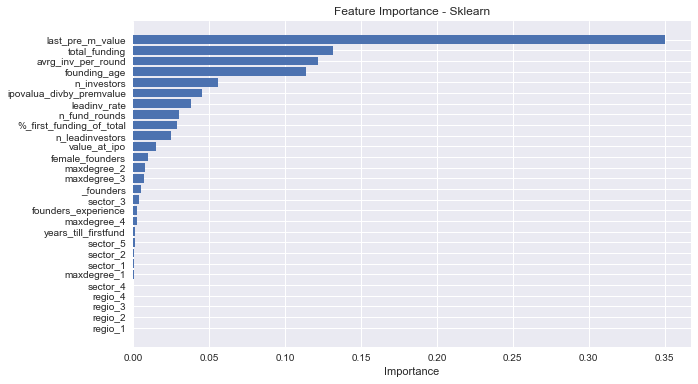 Feature Importance - Sklearn
last_pre_m_value
total_funding
avrg_inv_per_round
founding_age
n_investors
ipovalua_divby_premvalue
leadinv_rate
n_fund_rounds
%_first_funding_of_total
n_leadinvestors
value_at_ipo
female_founders
maxdegree_2
maxdegree_3
_founders
sector_3
founders_experience
maxdegree_4
years_till_firstfund
sector_5
sector_2
sector_1
maxdegree_1
sector_4
regio_4
regio_3
regio_2
regio_1
0.00 0.05 0.10 0.15 0.20 0.25 0.30 0.35
Importance